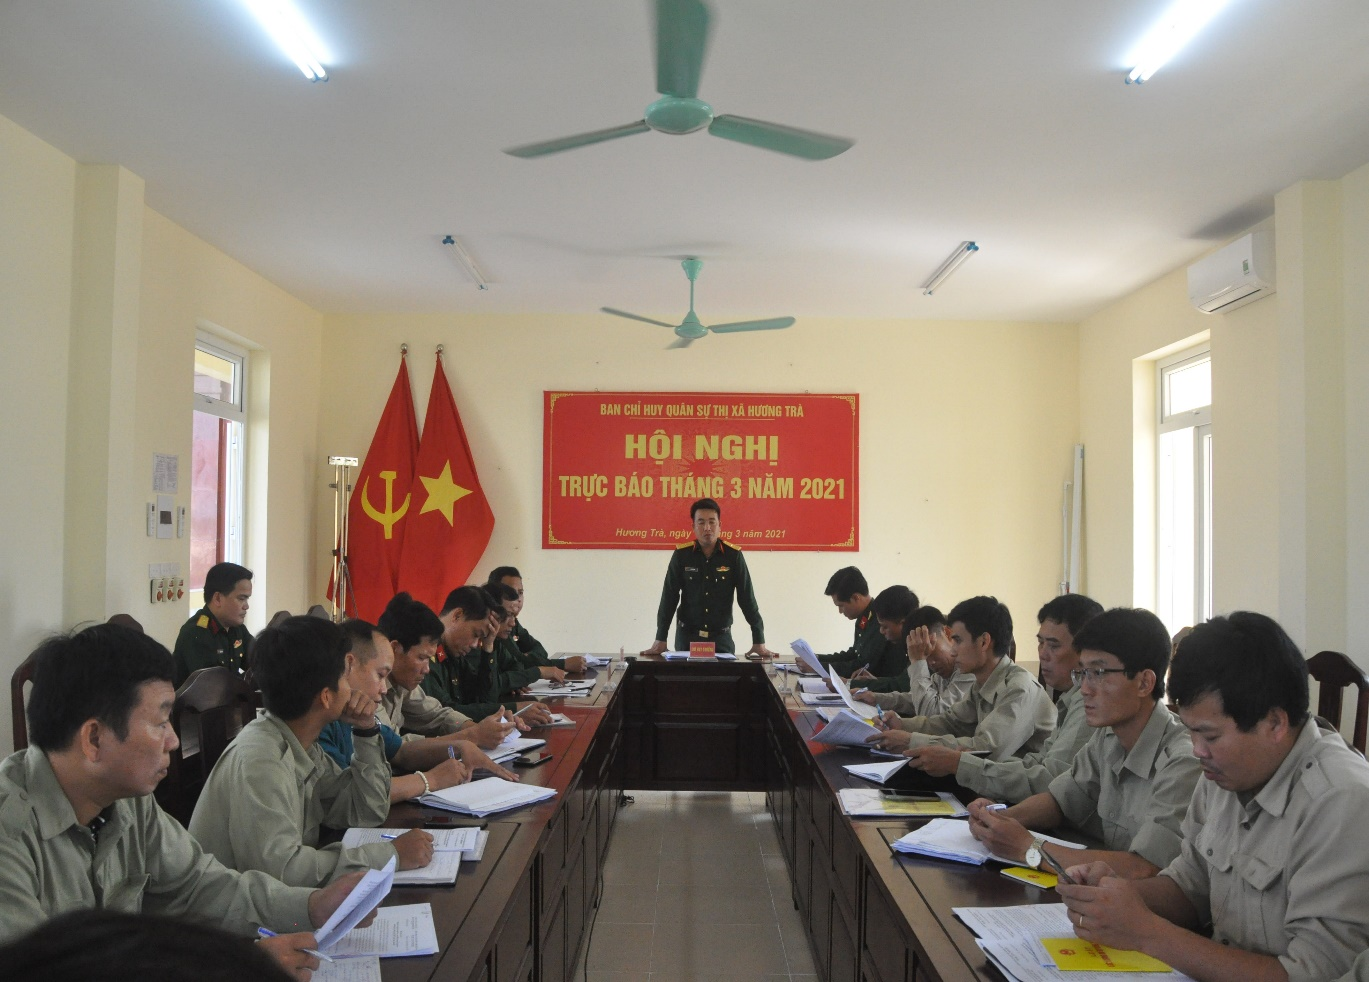 BAN CHỈ HUY QUÂN SỰ THỊ XÃ HƯƠNG TRÀ
HỘI NGHỊ
TRỰC BÁO THÁNG 3 NĂM 2021
Hương Trà, ngày 3 năm 2021